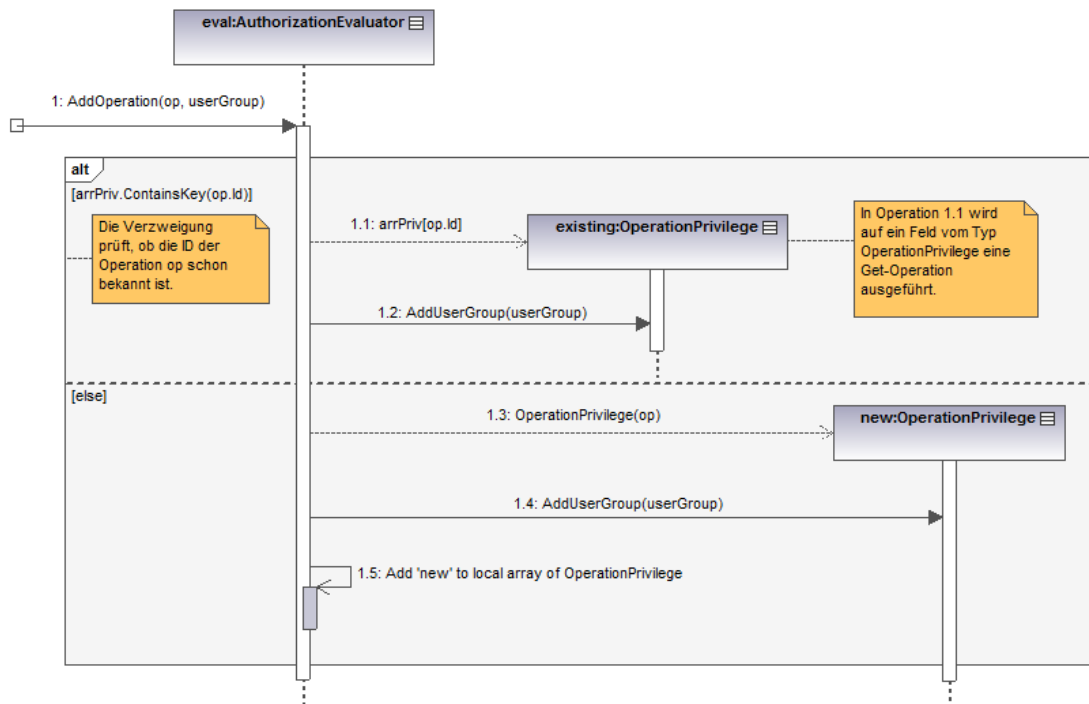 eval:AuthorizationEvaluator
1: AddOperation(op, userGroup)
alt
[arrPriv.ContainsKey(op.Id)]
Die Verzweigung
prüft, ob die ID der
Operation op schon
bekannt ist.
1.1: arrPriv[op.Id]
existing:OperationPrivilege
In Operation 1.1 wird
auf ein Feld vom Typ
OperationPrivilege eine
Get-Operation
ausgeführt.
1.2: AddUserGroup(userGroup)
[else]
1.3: OperationPrivilege(op)
new:OperationPrivilege
1.4: AddUserGroup(userGroup)
1.5: Add 'new' to local array of OperationPrivilege